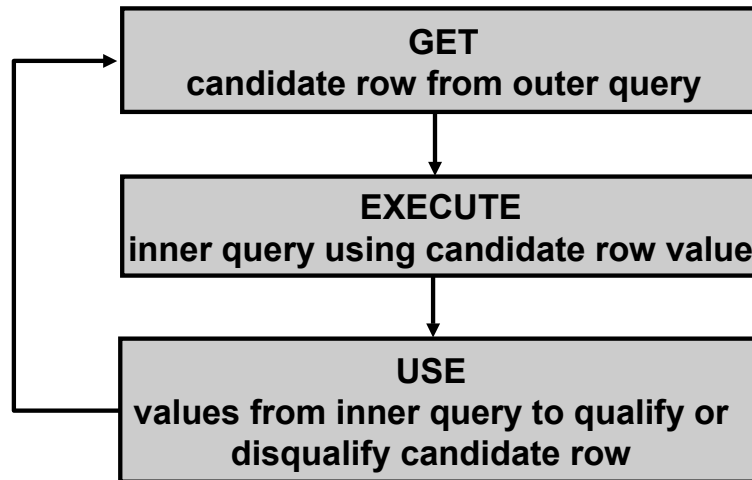 GET
candidate row from outer query
EXECUTE
inner query using candidate row value
USE
values from inner query to qualify or
disqualify candidate row